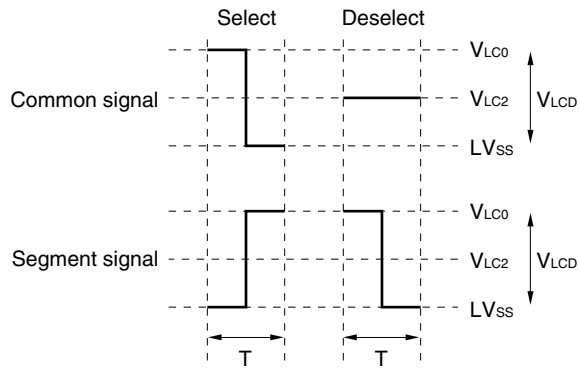 Select Deselect
VLC0
Common signal VLC2 VLCD
LVSS
VLC0
Segment signal VLC2 VLCD
LVSS
T T